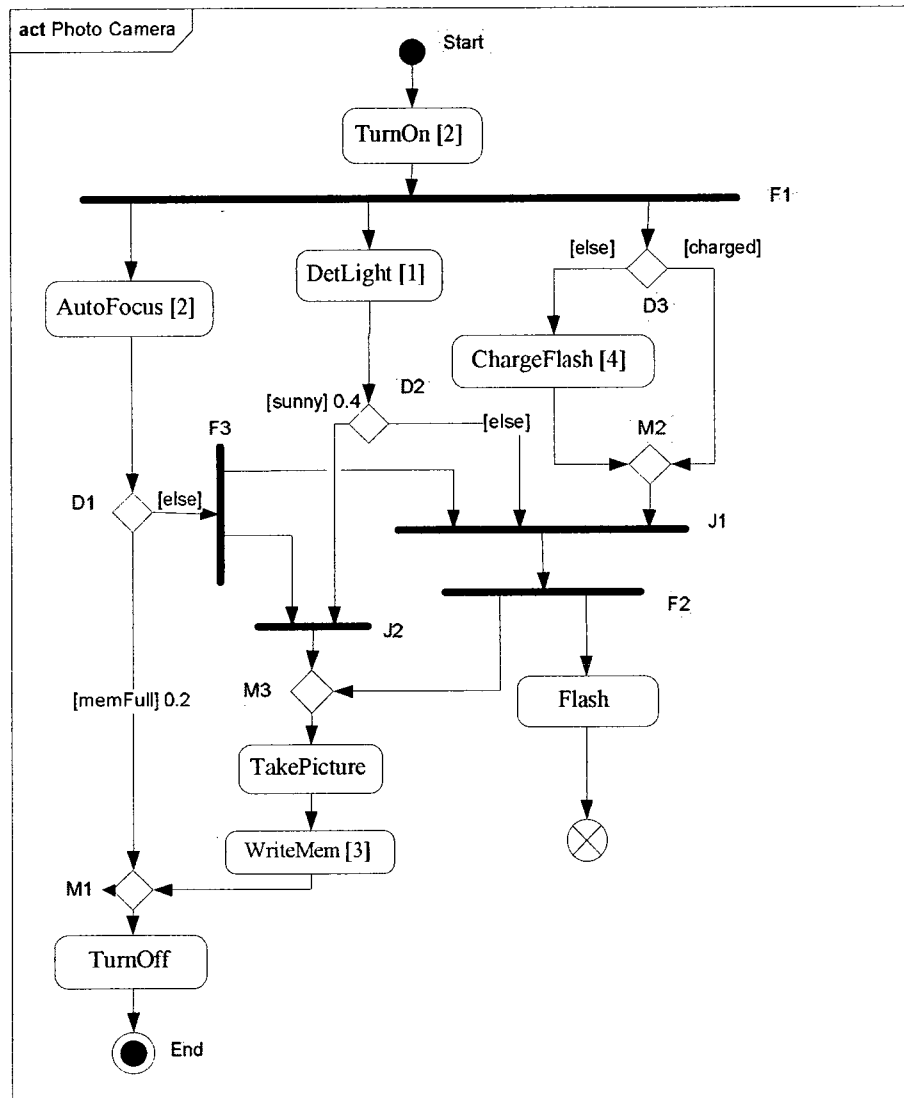 act Photo Camera
Start
TurnOn [2]
F1
[else]
[charged]
DetLight [1]
D3
AutoFocus [2]
ChargeFlash [4]
D2
[sunny] 0.4
[else]
F3
M2
D1
[else]
J1
F2
J2
M3
[memFull] 0.2
Flash
TakePicture
WriteMem [3]
M1
TurnOff
End